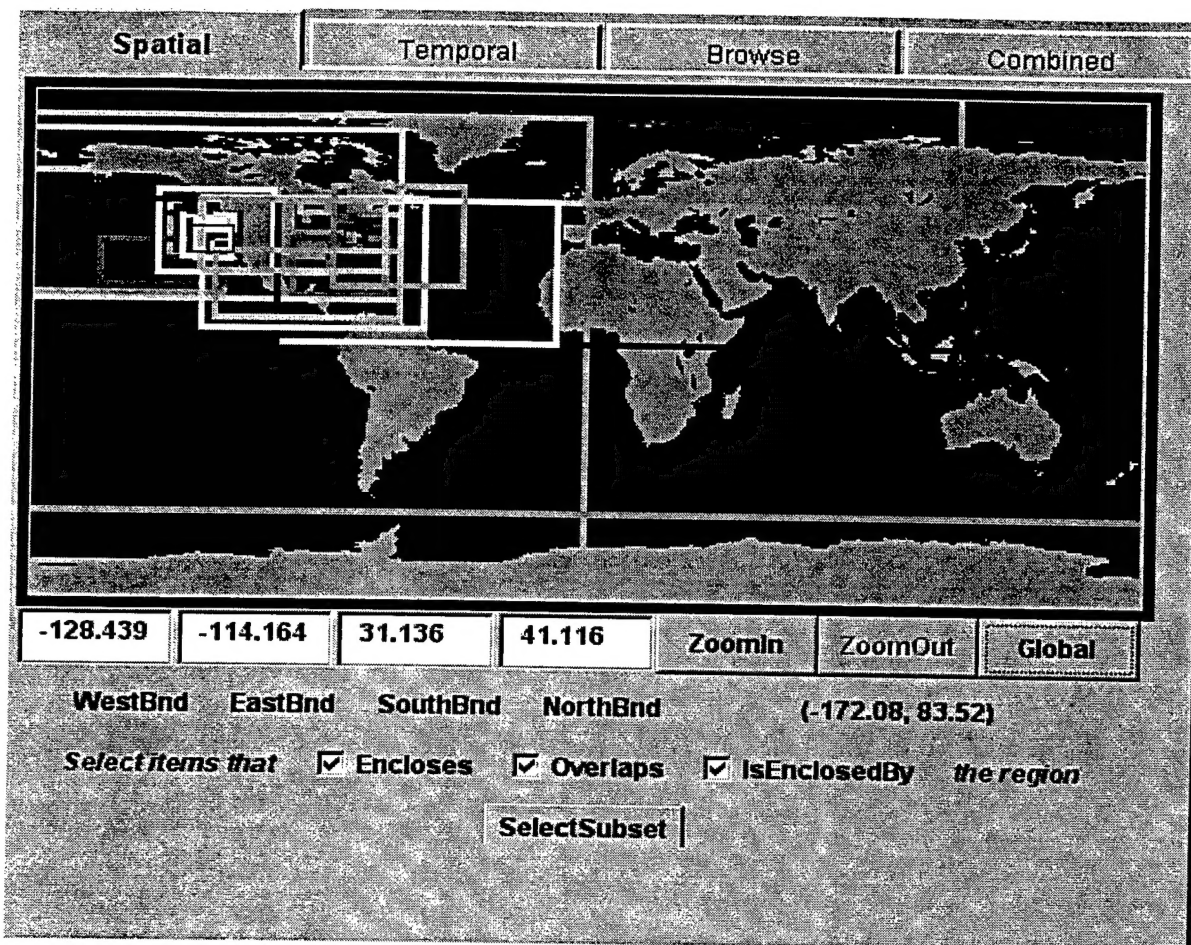 Spatial Temporal Browse Combined
-128.439 -114.164 31.136 41.116 ZoomIn ZoomOut Global
WestBnd EastBnd SouthBnd NorthBnd (-172.08, 83.52)
Select items that Encloses Overlaps IsEnclosedBy the region
SelectSubset